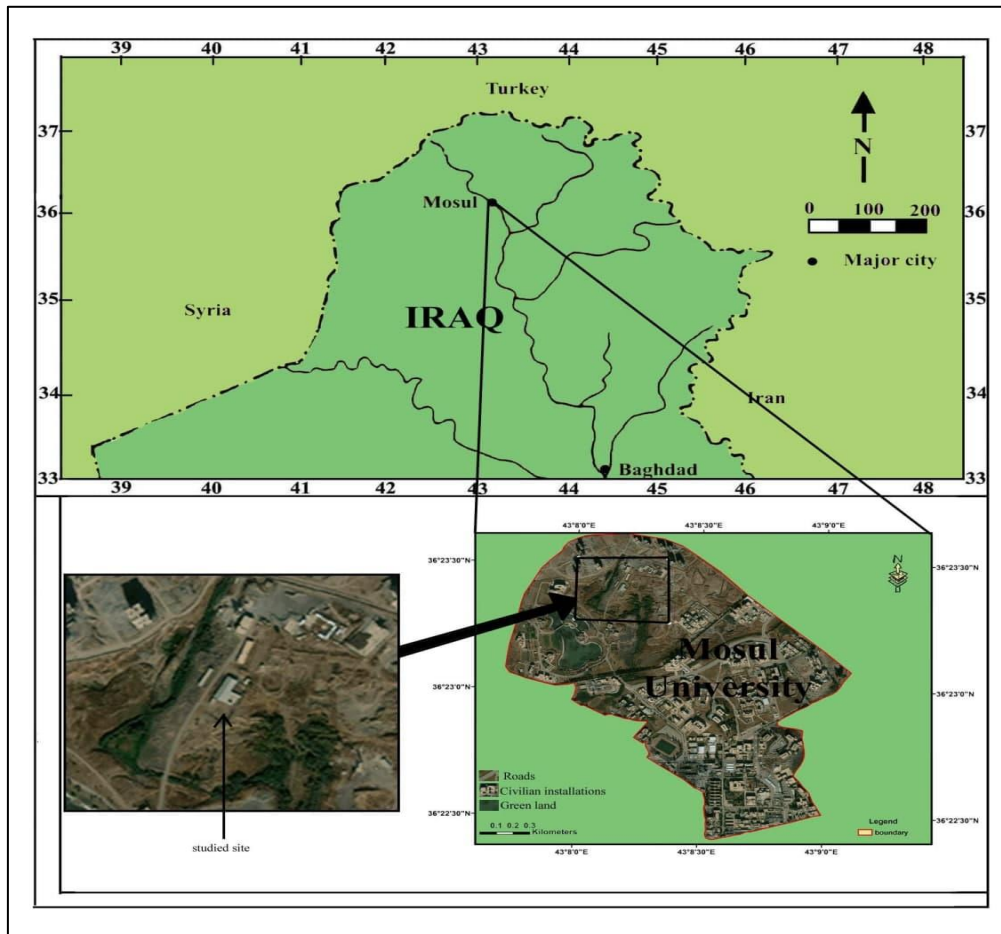 39 40 41 42 43 44 45 46 47 48
Turkey
37 37
N
Mosul
36 36
0 100 200
Major city
35 35
Syria
IRAQ
34 34
Iran
33 33
Baghdad
39 40 41 42 43 44 45 46 47 48
43°8'0"E 43°8'30"E 43°9'0"E
36°23'30"N 36°23'30"N
N
Mosul
University
36°23'0"N 36°23'0"N
Roads
Civilian installations
Green land
0.1 0.2 0.3
Kilometers
Legend
boundary
36°22'30"N 36°22'30"N
43°8'0"E 43°8'30"E 43°9'0"E
studied site